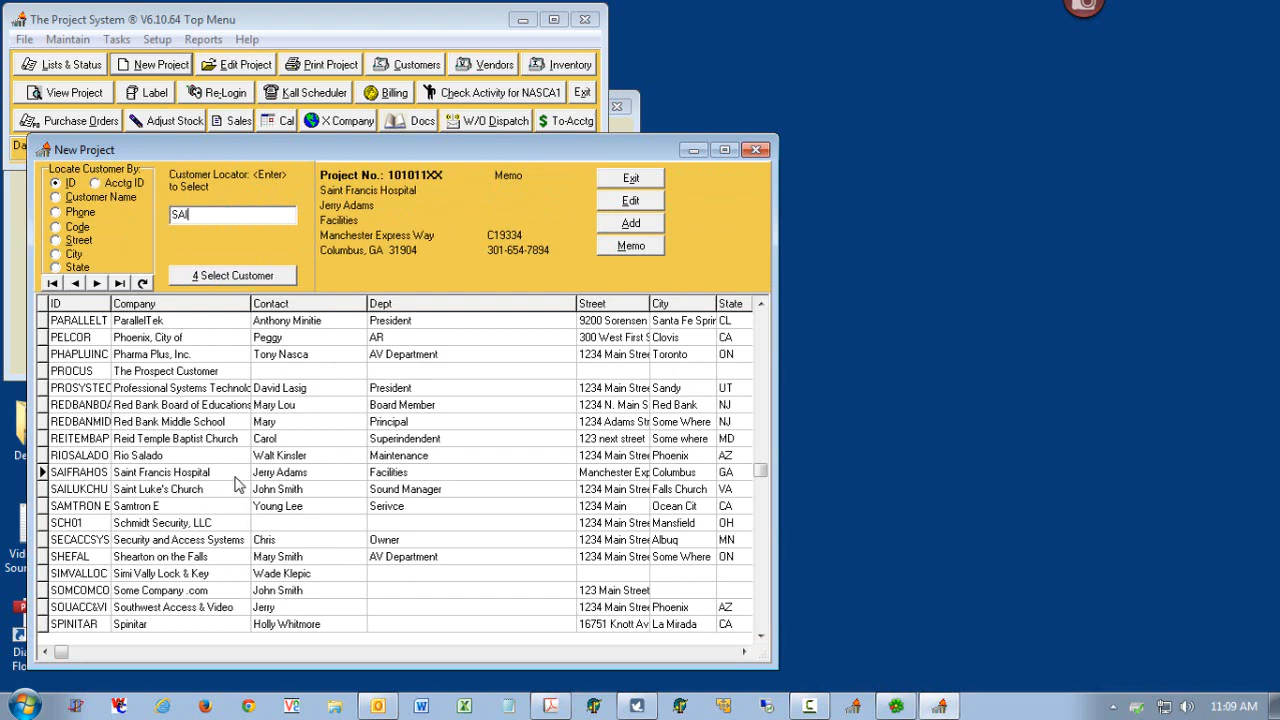 The Project System ® V6.10.64 Top Menu
File Maintain Tasks Setup Reports Help
Lists & Status New Project Edit Project Print Project Customers Vendors Inventory
View Project Label Re-Login Kall Scheduler Billing Check Activity for NASCA1 Exit
Purchase Orders Adjust Stock Sales Cal X Company Docs W/O Dispatch $ To-Acctg
New Project
Locate Customer By:
ID Acctg ID
Customer Name
Phone
Code
Street
City
State
Customer Locator: <Enter>
to Select
SAI
4 Select Customer
Project No.: 101011XX Memo
Saint Francis Hospital
Jerry Adams
Facilities
Manchester Express Way C19334
Columbus, GA 31904 301-654-7894
Exit
Edit
Add
Memo
ID Company Contact Dept Street City State
PARALLELT ParallelTek Anthony Minitie President 9200 Sorensen Santa Fe Sprin CL
PELCOR Phoenix, City of Peggy AR 300 West First S Clovis CA
PHAPLUINC Pharma Plus, Inc. Tony Nasca AV Department 1234 Main Stree Toronto ON
PROCUS The Prospect Customer
PROSYSTEC Professional Systems Technolo David Lasig President 1234 Main Stree Sandy UT
REDBANBOA Red Bank Board of Educations Mary Lou Board Member 1234 N. Main S Red Bank NJ
REDBANMID Red Bank Middle School Mary Principal 1234 Adams St Some Where NJ
REITEMBAP Reid Temple Baptist Church Carol Superindendent 123 next street Some where MD
RIOSALADO Rio Salado Walt Kinsler Maintenance 1234 Main Stree Phoenix AZ
SAIFRAHOS Saint Francis Hospital Jerry Adams Facilities Manchester Exp Columbus GA
SAILUKCHU Saint Luke's Church John Smith Sound Manager 1234 Main Stree Falls Church VA
SAMTRON E Samtron E Young Lee Serivce 1234 Main Ocean Cit CA
SCH01 Schmidt Security, LLC 1234 Main Stree Mansfield OH
SECACCSYS Security and Access Systems Chris Owner 1234 Main Stree Albuq MN
SHEFAL Shearton on the Falls Mary Smith AV Department 1234 Main Stree Some Where ON
SIMVALLOC Simi Vally Lock & Key Wade Klepic
SOMCOMCO Some Company .com John Smith 123 Main Street
SOUACC&VI Southwest Access & Video Jerry 1234 Main Stree Phoenix AZ
SPINITAR Spinitar Holly Whitmore 16751 Knott Av La Mirada CA
11:09 AM